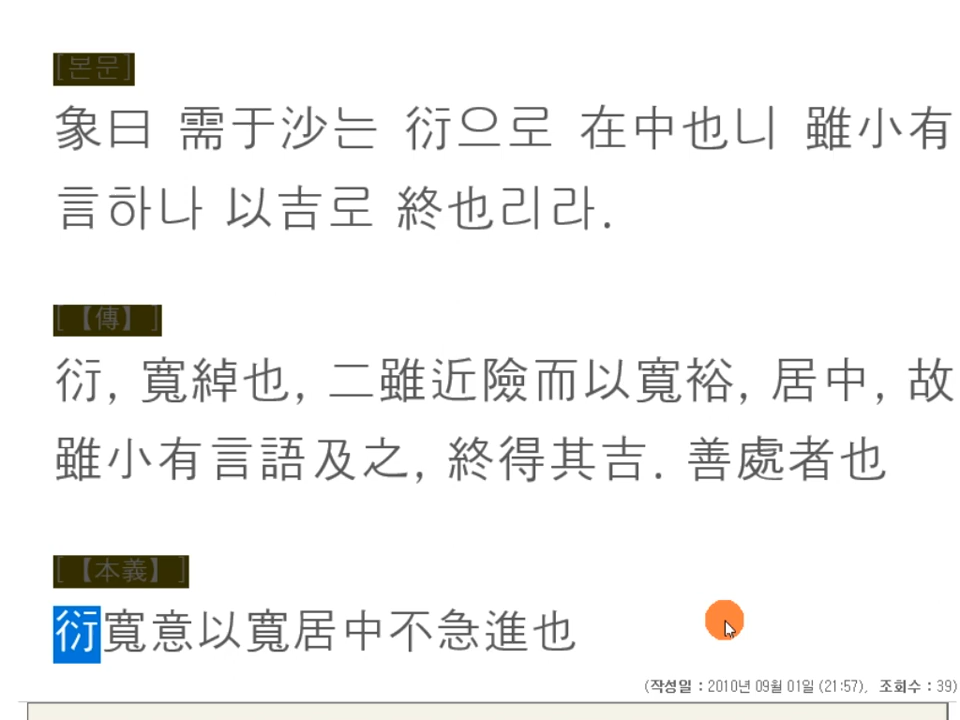 [본문]
象曰 需于沙는 衍으로 在中也니 雖小有
言하나 以吉로 終也리라.
[【傳】]
衍, 寬綽也, 二雖近險而以寬裕, 居中, 故
雖小有言語及之, 終得其吉. 善處者也
[【本義】]
衍寬意以寬居中不急進也
(작성일 : 2010년 09월 01일 (21:57), 조회수 : 39)